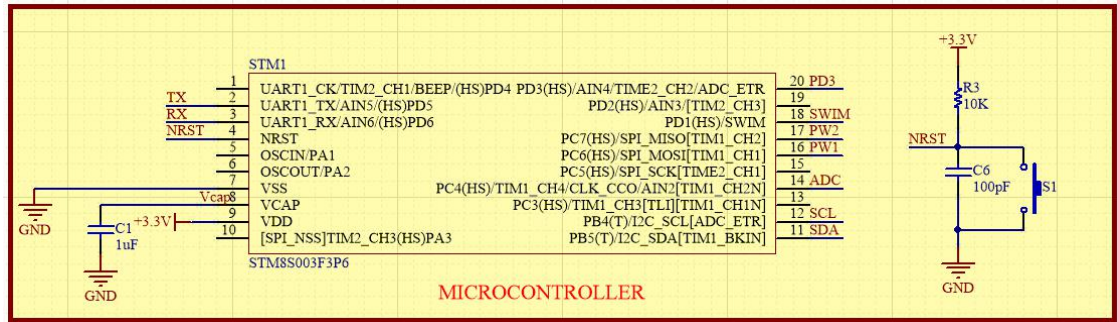 STM1
1 UART1_CK/TIM2_CH1/BEEP/(HS)PD4 PD3(HS)/AIN4/TIME2_CH2/ADC_ETR 20 PD3
TX 2 UART1_TX/AIN5/(HS)PD5 PD2(HS)/AIN3/[TIM2_CH3] 19
RX 3 UART1_RX/AIN6/(HS)PD6 PD1(HS)/SWIM 18 SWIM
NRST 4 NRST PC7(HS)/SPI_MISO[TIM1_CH2] 17 PW2
5 OSCIN/PA1 PC6(HS)/SPI_MOSI[TIM1_CH1] 16 PW1
6 OSCOUT/PA2 PC5(HS)/SPI_SCK[TIME2_CH1] 15
7 VSS PC4(HS)/TIM1_CH4/CLK_CCO/AIN2[TIM1_CH2N] 14 ADC
Vcap 8 VCAP PC3(HS)/TIM1_CH3[TLI][TIM1_CH1N] 13
+3.3V 9 VDD PB4(T)/I2C_SCL[ADC_ETR] 12 SCL
10 [SPI_NSS]TIM2_CH3(HS)PA3 PB5(T)/I2C_SDA[TIM1_BKIN] 11 SDA
STM8S003F3P6
GND
C1
1uF
GND
+3.3V
R3
10K
NRST
C6
100pF
S1
GND
MICROCONTROLLER